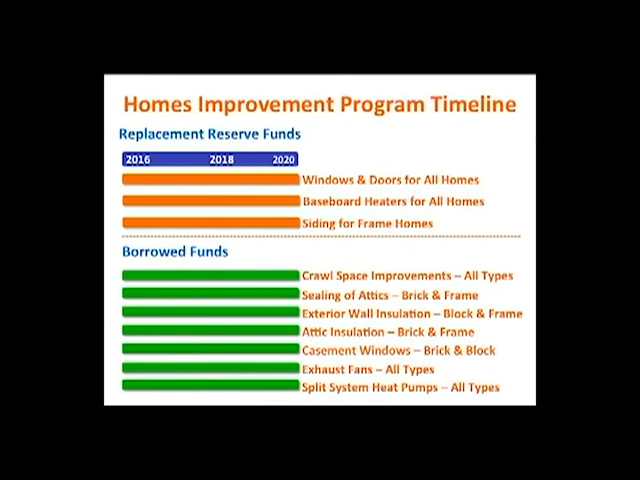 Homes Improvement Program Timeline
Replacement Reserve Funds
2016 2018 2020
Windows & Doors for All Homes
Baseboard Heaters for All Homes
Siding for Frame Homes
Borrowed Funds
Crawl Space Improvements – All Types
Sealing of Attics – Brick & Frame
Exterior Wall Insulation – Block & Frame
Attic Insulation – Brick & Frame
Casement Windows – Brick & Block
Exhaust Fans – All Types
Split System Heat Pumps – All Types